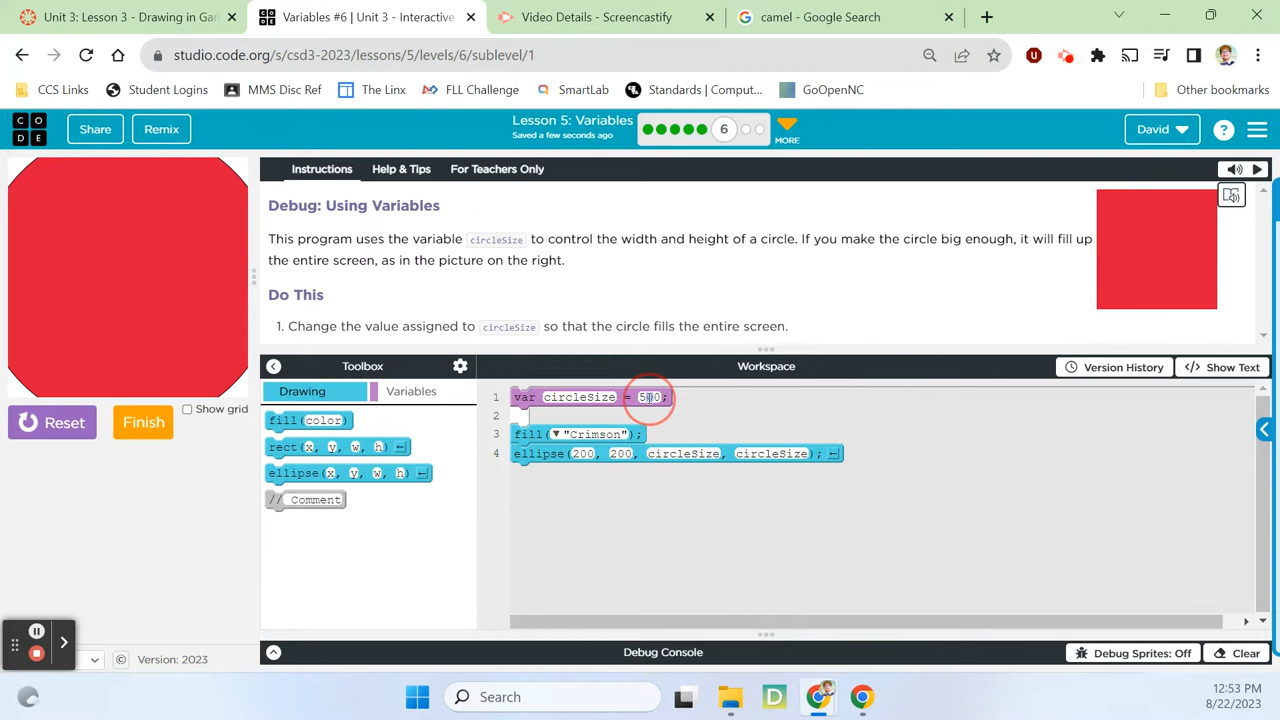 Unit 3: Lesson 3 - Drawing in Gam
Variables #6 | Unit 3 - Interactive
Video Details - Screencastify
camel - Google Search
studio.code.org/s/csd3-2023/lessons/5/levels/6/sublevel/1
CCS Links
Student Logins
MMS Disc Ref
The Linx
FLL Challenge
SmartLab
Standards | Comput...
GoOpenNC
Other bookmarks
C O
D E
Share
Remix
Lesson 5: Variables
Saved a few seconds ago
6
MORE
David
Instructions
Help & Tips
For Teachers Only
Debug: Using Variables
This program uses the variable circleSize to control the width and height of a circle. If you make the circle big enough, it will fill up
the entire screen, as in the picture on the right.
Do This
1. Change the value assigned to circleSize so that the circle fills the entire screen.
Toolbox
Workspace
Version History
Show Text
Drawing
Variables
fill(color)
rect(x, y, w, h)
ellipse(x, y, w, h)
// Comment
1 var circleSize = 500;
2
3 fill("Crimson");
4 ellipse(200, 200, circleSize, circleSize);
Reset
Finish
Show grid
© Version: 2023
Debug Console
Debug Sprites: Off
Clear
Search
D
12:53 PM
8/22/2023